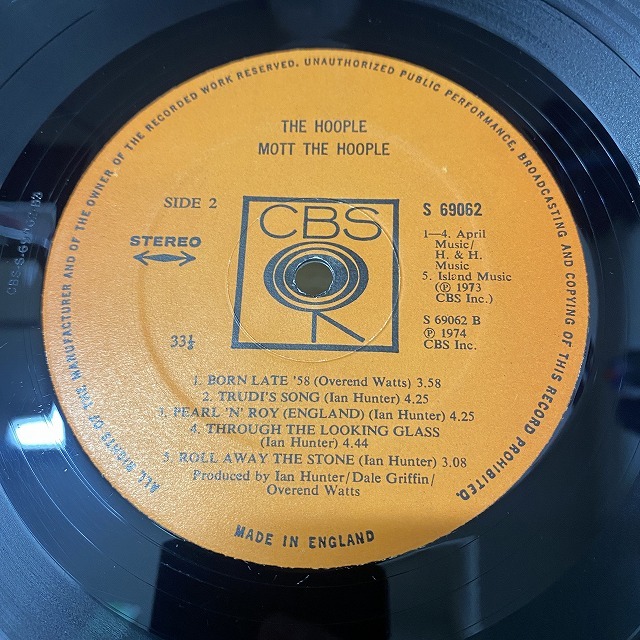 ALL RIGHTS OF THE MANUFACTURER AND OF THE OWNER OF THE RECORDED WORK RESERVED. UNAUTHORIZED PUBLIC PERFORMANCE, BROADCASTING AND COPYING OF THIS RECORD PROHIBITED.
THE HOOPLE
MOTT THE HOOPLE
SIDE 2
CBS
S 69062
STEREO
1—4. April
Music/
H. & H.
Music
5. Island Music
(℗ 1973
CBS Inc.)
33⅓
S 69062 B
℗ 1974
CBS Inc.
1. BORN LATE '58 (Overend Watts) 3.58
2. TRUDI'S SONG (Ian Hunter) 4.25
3. PEARL 'N' ROY (ENGLAND) (Ian Hunter) 4.25
4. THROUGH THE LOOKING GLASS
(Ian Hunter) 4.44
5. ROLL AWAY THE STONE (Ian Hunter) 3.08
Produced by Ian Hunter/Dale Griffin/
Overend Watts
MADE IN ENGLAND